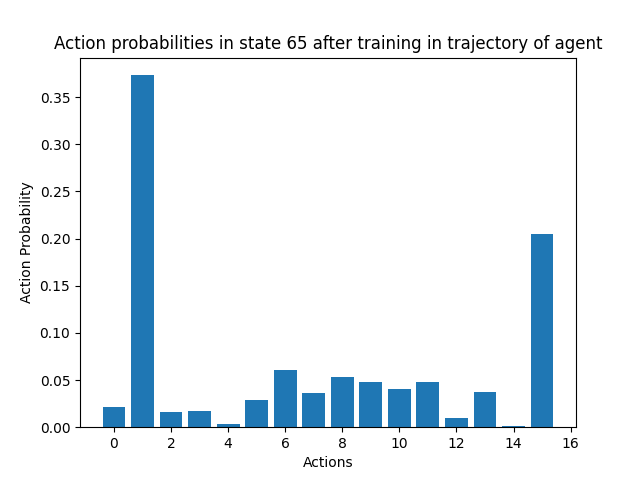 Action probabilities in state 65 after training in trajectory of agent
0.35
0.30
0.25
0.20
0.15
0.10
0.05
0.00
Action Probability
0 2 4 6 8 10 12 14 16
Actions